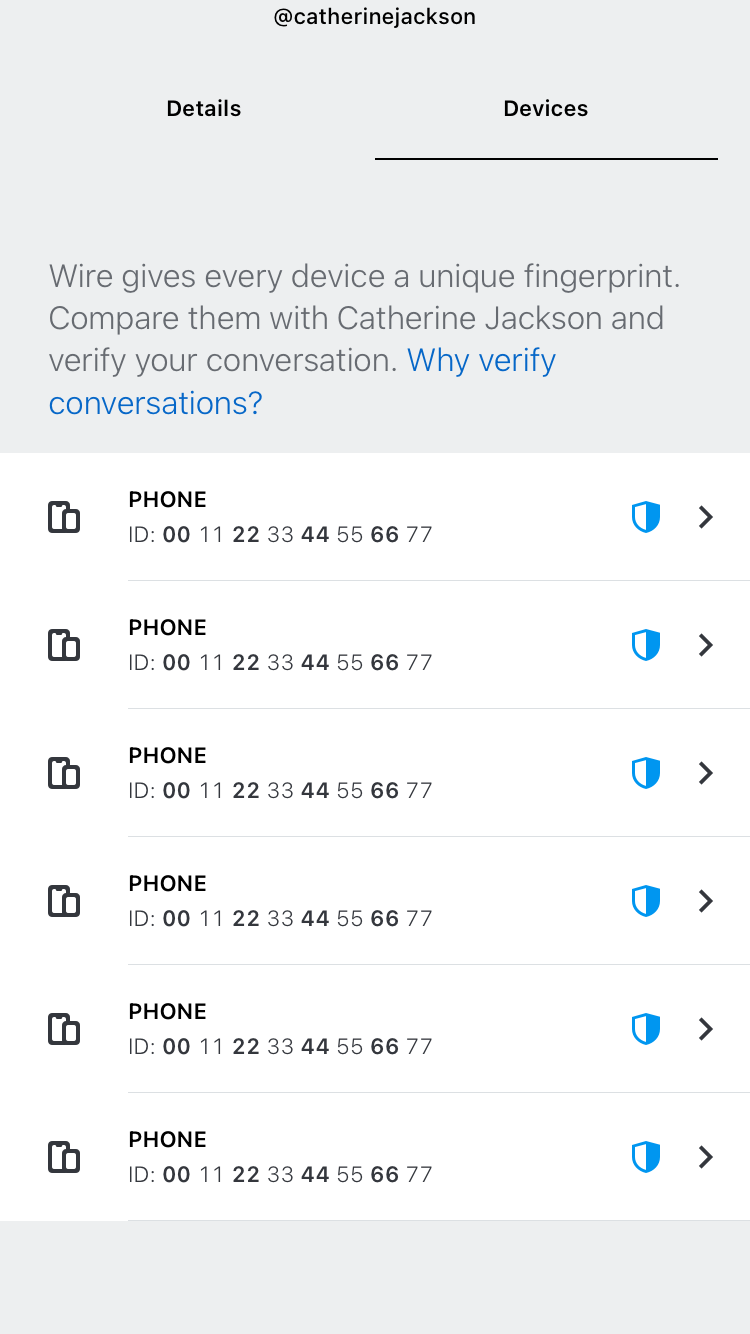 @catherinejackson
Details
Devices
Wire gives every device a unique fingerprint.
Compare them with Catherine Jackson and
verify your conversation. Why verify
conversations?
PHONE
ID: 00 11 22 33 44 55 66 77
PHONE
ID: 00 11 22 33 44 55 66 77
PHONE
ID: 00 11 22 33 44 55 66 77
PHONE
ID: 00 11 22 33 44 55 66 77
PHONE
ID: 00 11 22 33 44 55 66 77
PHONE
ID: 00 11 22 33 44 55 66 77